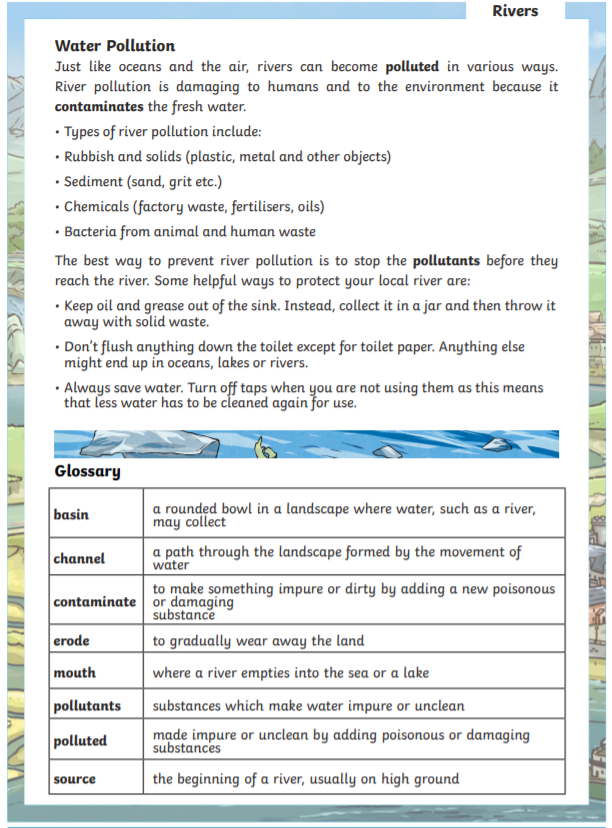 Rivers
Water Pollution
Just like oceans and the air, rivers can become polluted in various ways.
River pollution is damaging to humans and to the environment because it
contaminates the fresh water.
• Types of river pollution include:
• Rubbish and solids (plastic, metal and other objects)
• Sediment (sand, grit etc.)
• Chemicals (factory waste, fertilisers, oils)
• Bacteria from animal and human waste
The best way to prevent river pollution is to stop the pollutants before they
reach the river. Some helpful ways to protect your local river are:
• Keep oil and grease out of the sink. Instead, collect it in a jar and then throw it
away with solid waste.
• Don't flush anything down the toilet except for toilet paper. Anything else
might end up in oceans, lakes or rivers.
• Always save water. Turn off taps when you are not using them as this means
that less water has to be cleaned again for use.
Glossary
basin
a rounded bowl in a landscape where water, such as a river,
may collect
channel
a path through the landscape formed by the movement of
water
contaminate
to make something impure or dirty by adding a new poisonous
or damaging
substance
erode
to gradually wear away the land
mouth
where a river empties into the sea or a lake
pollutants
substances which make water impure or unclean
polluted
made impure or unclean by adding poisonous or damaging
substances
source
the beginning of a river, usually on high ground